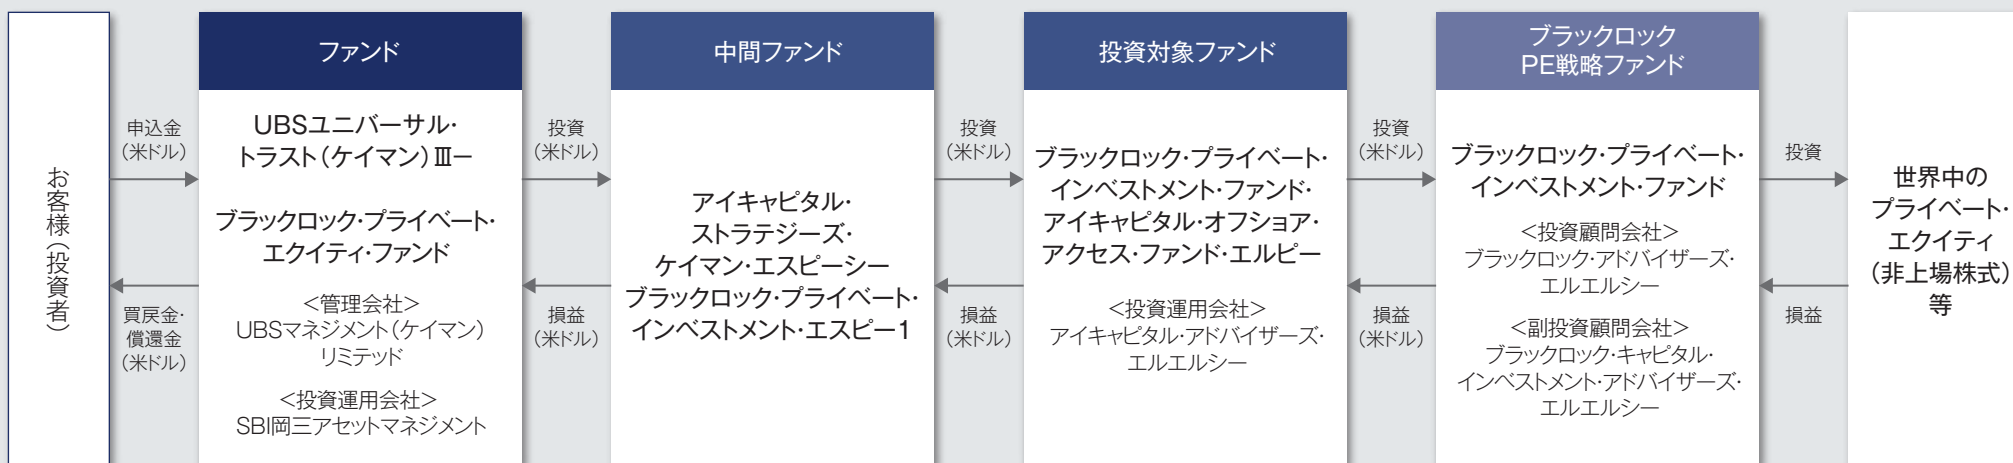 お客様(投資者)
申込金
(米ドル)
買戻金・
償還金
(米ドル)
ファンド
UBSユニバーサル・
トラスト(ケイマン)Ⅲー
ブラックロック・プライベート・
エクイティ・ファンド
<管理会社>
UBSマネジメント(ケイマン)
リミテッド
<投資運用会社>
SBI岡三アセットマネジメント
投資
(米ドル)
損益
(米ドル)
中間ファンド
アイキャピタル・
ストラテジーズ・
ケイマン・エスピーシー
ブラックロック・プライベート・
インベストメント・エスピー1
投資
(米ドル)
損益
(米ドル)
投資対象ファンド
ブラックロック・プライベート・
インベストメント・ファンド・
アイキャピタル・オフショア・
アクセス・ファンド・エルピー
<投資運用会社>
アイキャピタル・アドバイザーズ・
エルエルシー
投資
(米ドル)
損益
(米ドル)
ブラックロック
PE戦略ファンド
ブラックロック・プライベート・
インベストメント・ファンド
<投資顧問会社>
ブラックロック・アドバイザーズ・
エルエルシー
<副投資顧問会社>
ブラックロック・キャピタル・
インベストメント・アドバイザーズ・
エルエルシー
投資
損益
世界中の
プライベート・
エクイティ
(非上場株式)
等